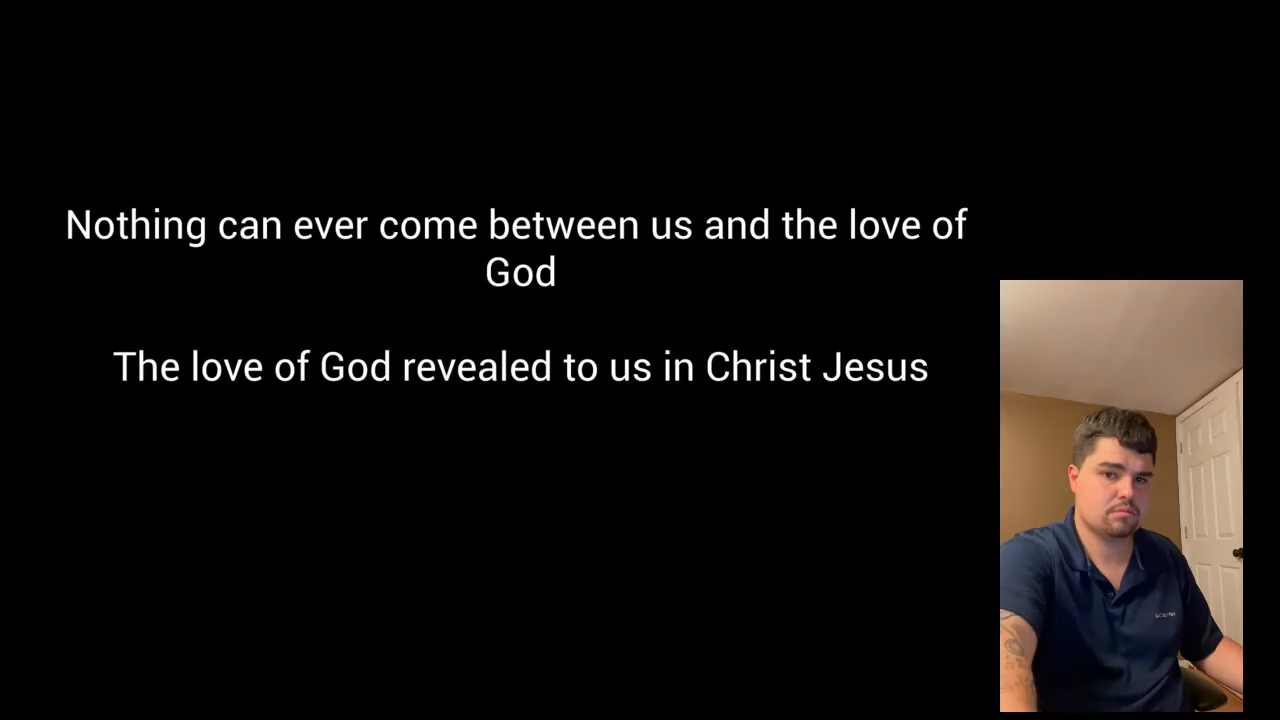 Nothing can ever come between us and the love of
God
The love of God revealed to us in Christ Jesus